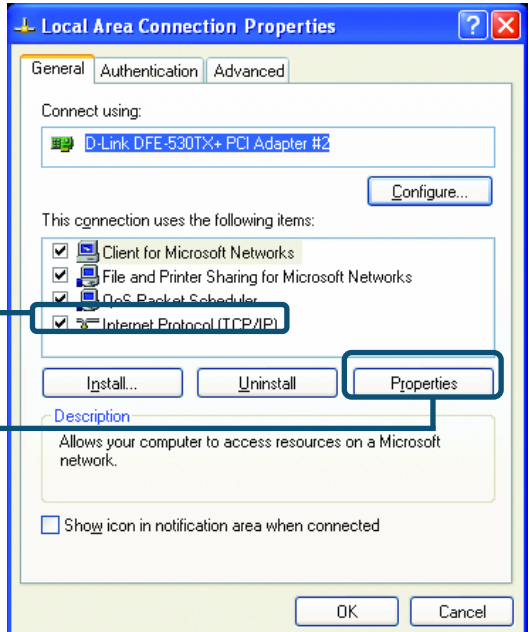 Local Area Connection Properties
General Authentication Advanced
Connect using:
D-Link DFE-530TX+ PCI Adapter #2
Configure...
This connection uses the following items:
Client for Microsoft Networks
File and Printer Sharing for Microsoft Networks
QoS Packet Scheduler
Internet Protocol (TCP/IP)
Install... Uninstall Properties
Description
Allows your computer to access resources on a Microsoft
network.
Show icon in notification area when connected
OK Cancel